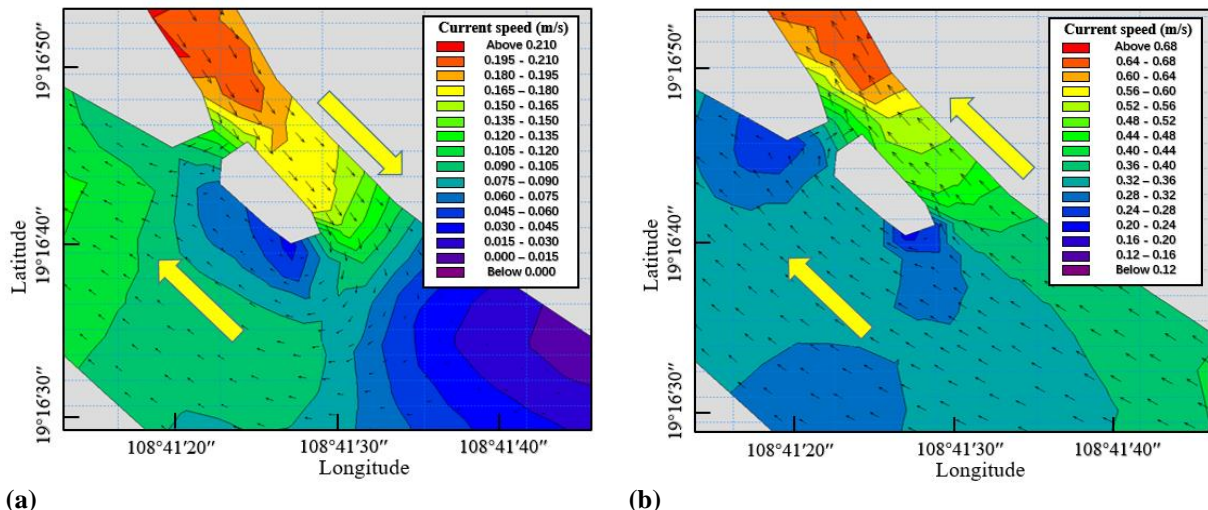 Current speed (m/s)
Above 0.210
0.195 – 0.210
0.180 – 0.195
0.165 – 0.180
0.150 – 0.165
0.135 – 0.150
0.120 – 0.135
0.105 – 0.120
0.090 – 0.105
0.075 – 0.090
0.060 – 0.075
0.045 – 0.060
0.030 – 0.045
0.015 – 0.030
0.000 – 0.015
Below 0.000
Latitude
19°16′50″
19°16′40″
19°16′30″
108°41′20″
108°41′30″
108°41′40″
Longitude
(a)
Current speed (m/s)
Above 0.68
0.64 – 0.68
0.60 – 0.64
0.56 – 0.60
0.52 – 0.56
0.48 – 0.52
0.44 – 0.48
0.40 – 0.44
0.36 – 0.40
0.32 – 0.36
0.28 – 0.32
0.24 – 0.28
0.20 – 0.24
0.16 – 0.20
0.12 – 0.16
Below 0.12
Latitude
19°16′50″
19°16′40″
19°16′30″
108°41′20″
108°41′30″
108°41′40″
Longitude
(b)